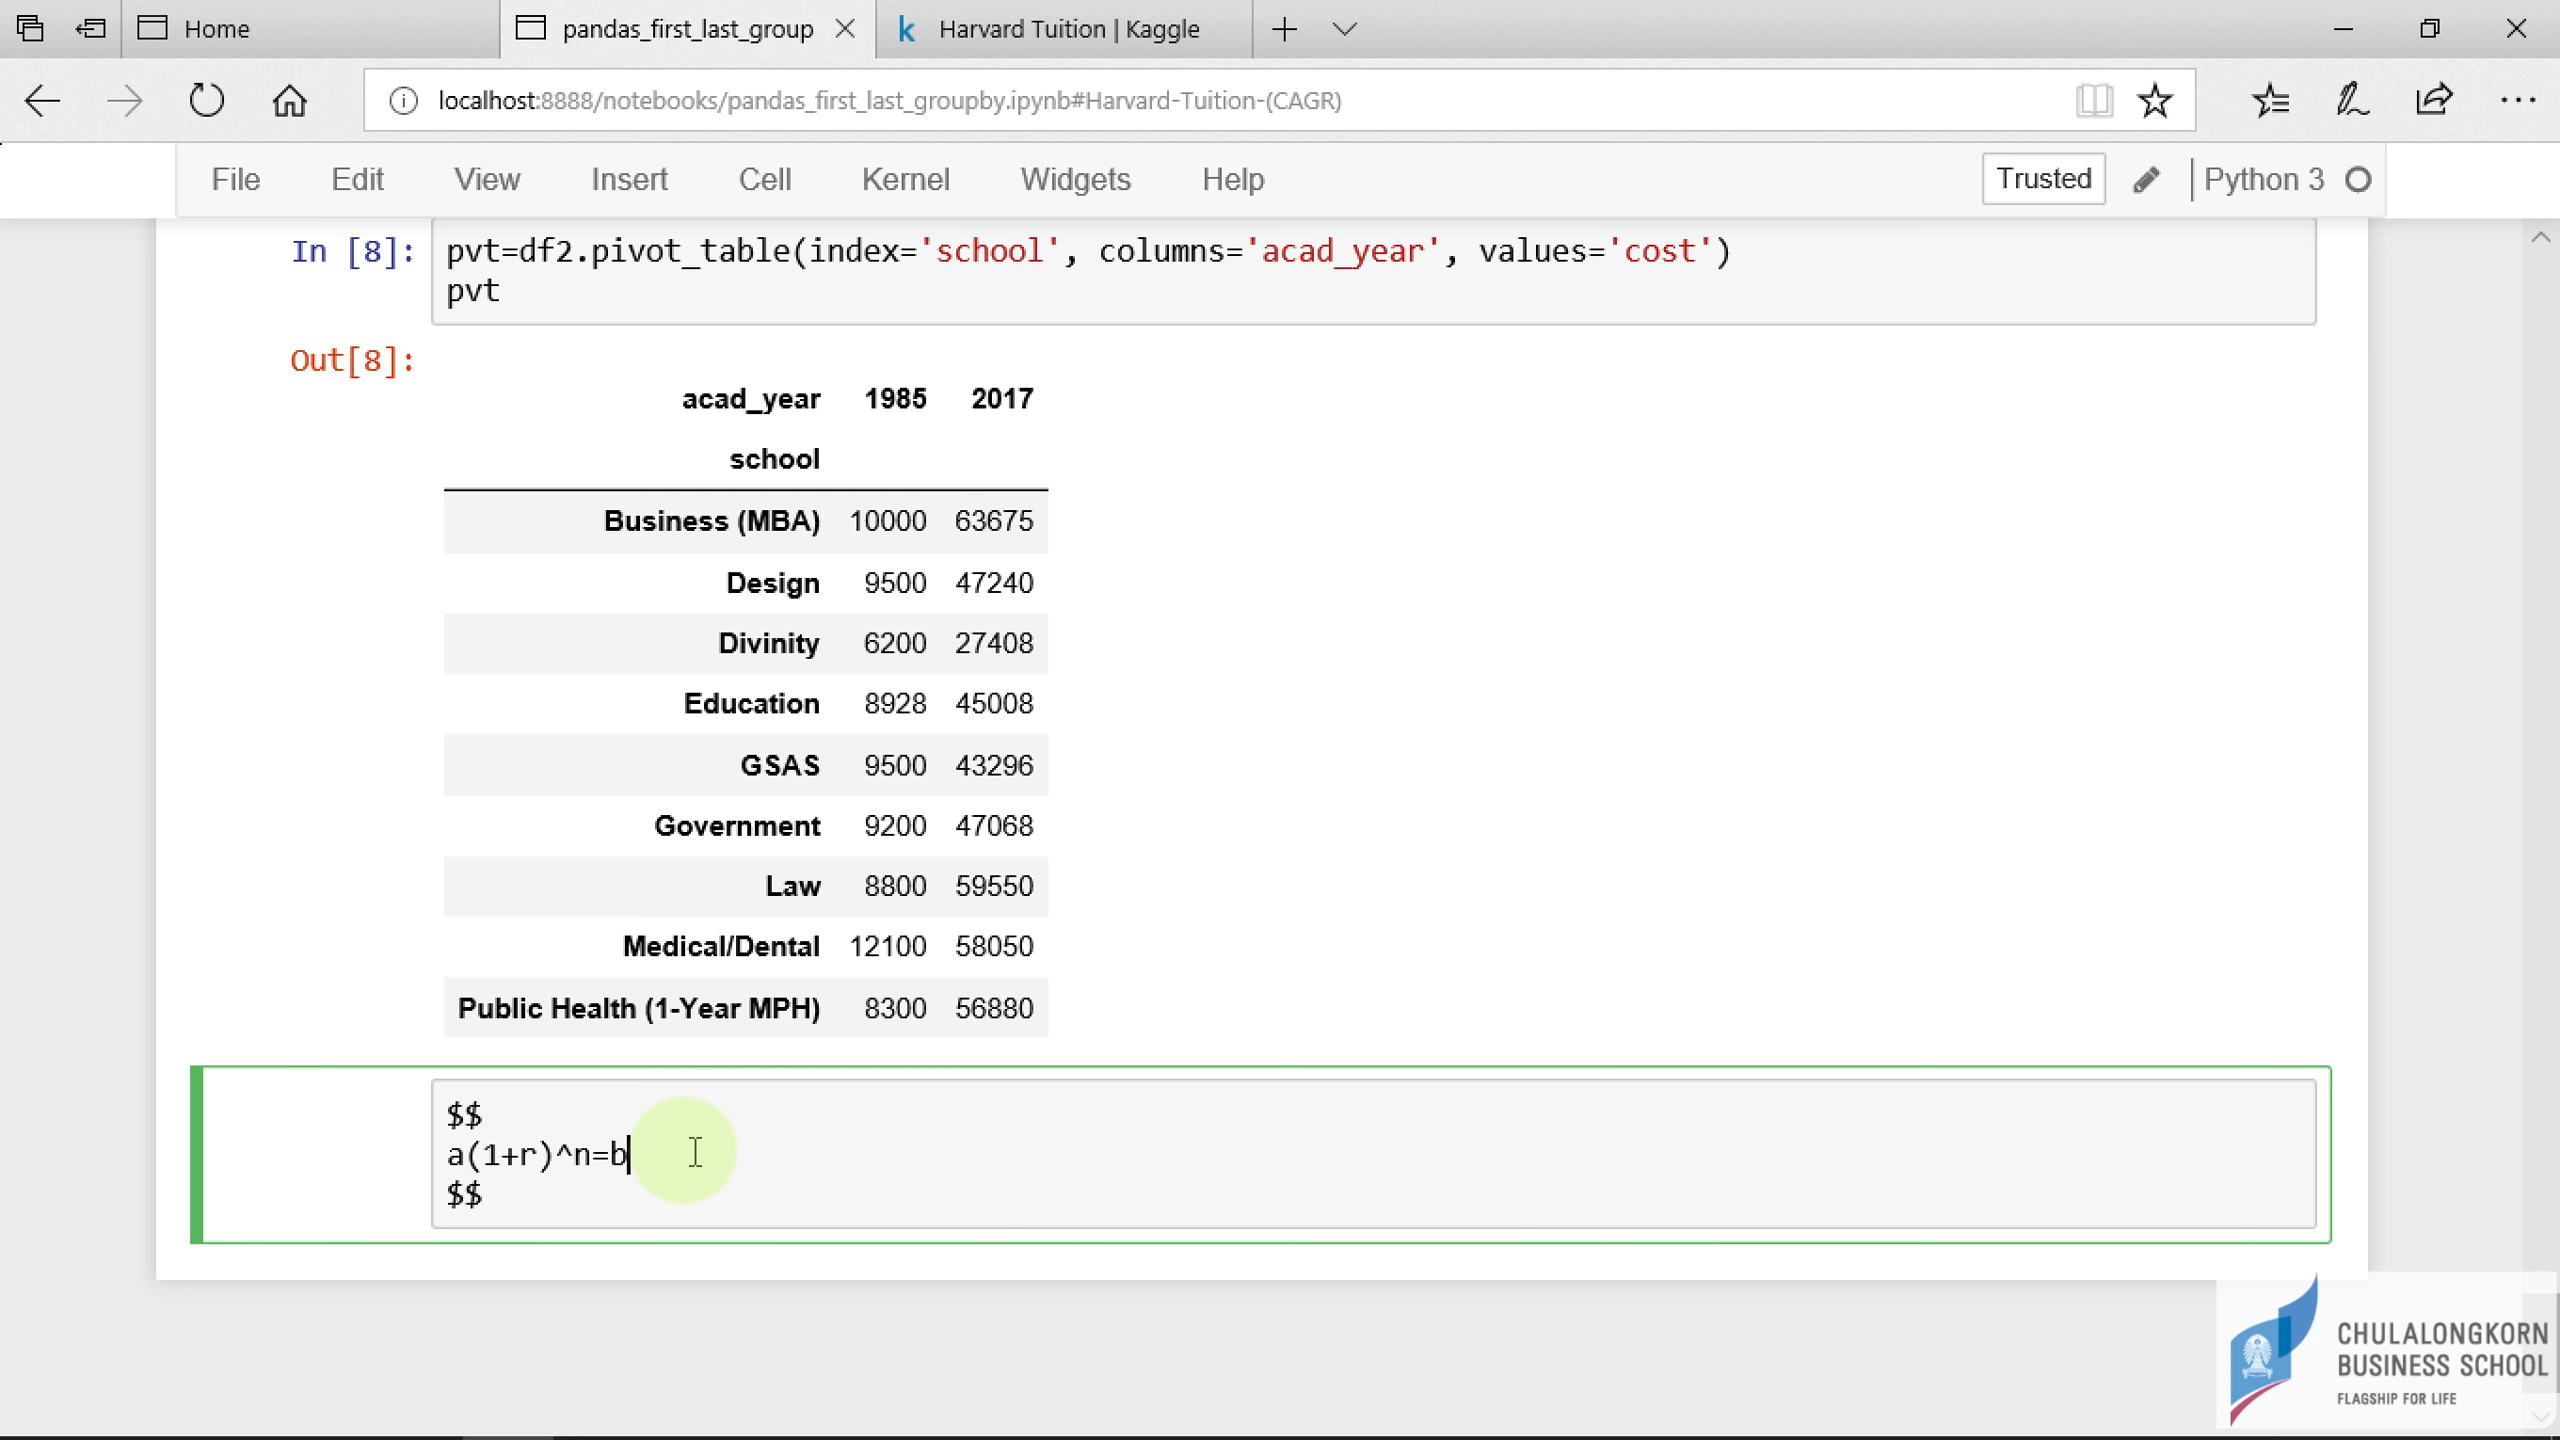 Home
pandas_first_last_group
k Harvard Tuition | Kaggle
localhost:8888/notebooks/pandas_first_last_groupby.ipynb#Harvard-Tuition-(CAGR)
File Edit View Insert Cell Kernel Widgets Help Trusted Python 3
In [8]: pvt=df2.pivot_table(index='school', columns='acad_year', values='cost')
pvt
Out[8]:
acad_year 1985 2017
school
Business (MBA) 10000 63675
Design 9500 47240
Divinity 6200 27408
Education 8928 45008
GSAS 9500 43296
Government 9200 47068
Law 8800 59550
Medical/Dental 12100 58050
Public Health (1-Year MPH) 8300 56880
$$
a(1+r)^n=b
$$
CHULALONGKORN
BUSINESS SCHOOL
FLAGSHIP FOR LIFE